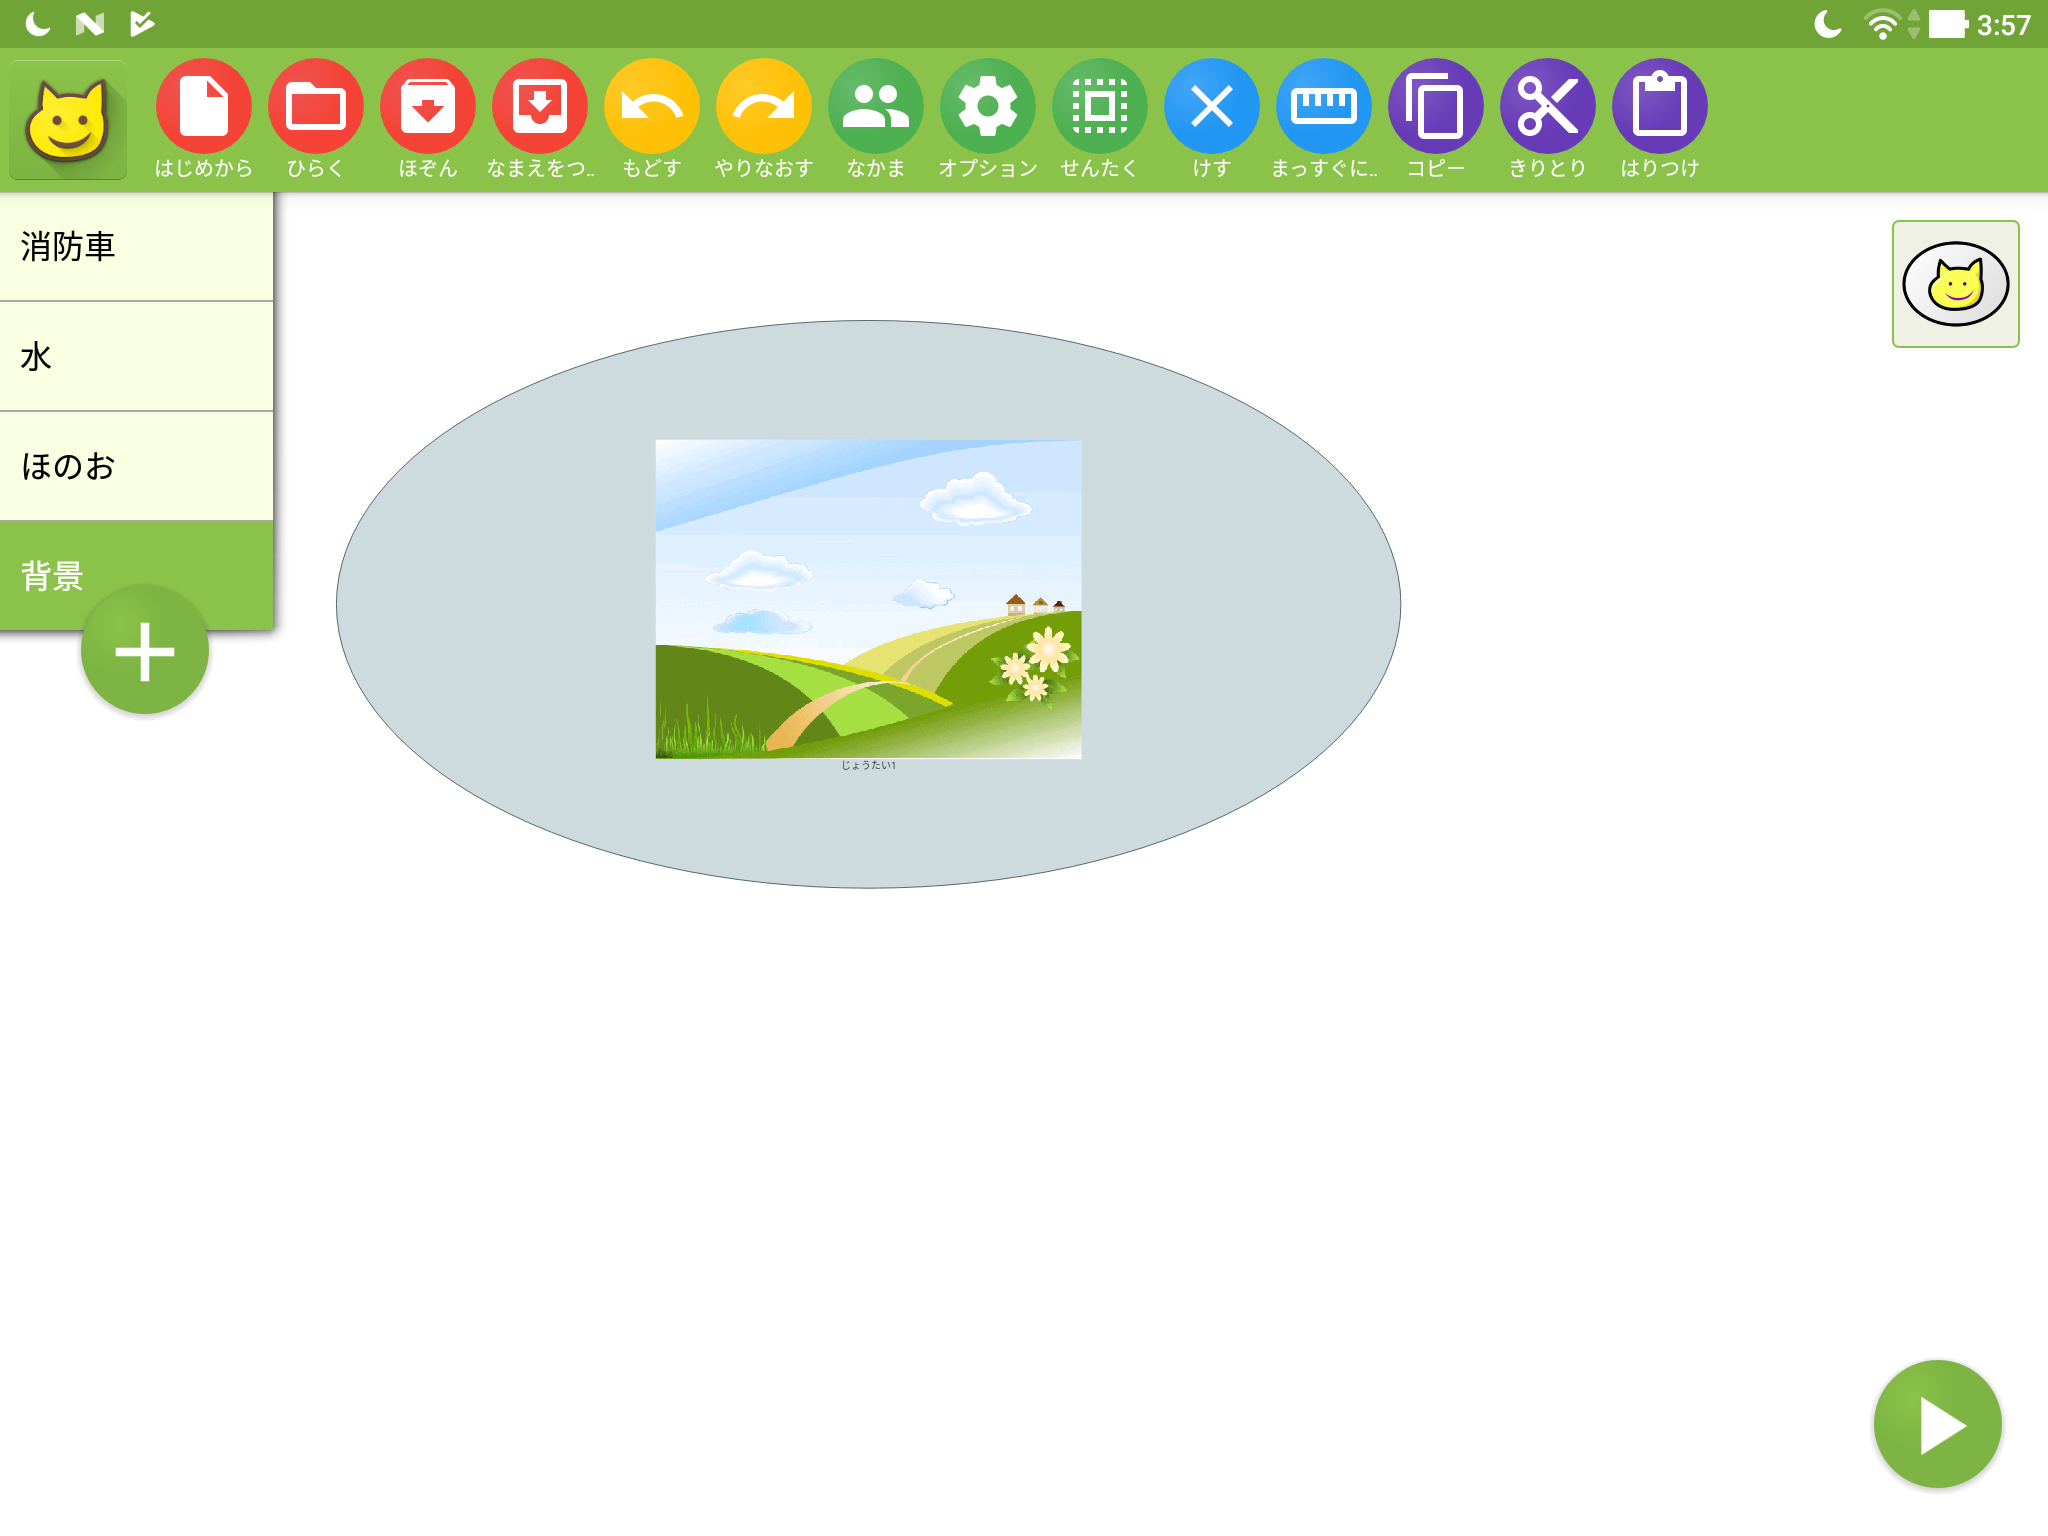 3:57
はじめから ひらく ほぞん なまえをつ.. もどす やりなおす なかま オプション せんたく けす まっすぐに.. コピー きりとり はりつけ
消防車
水
ほのお
背景
じょうたい1